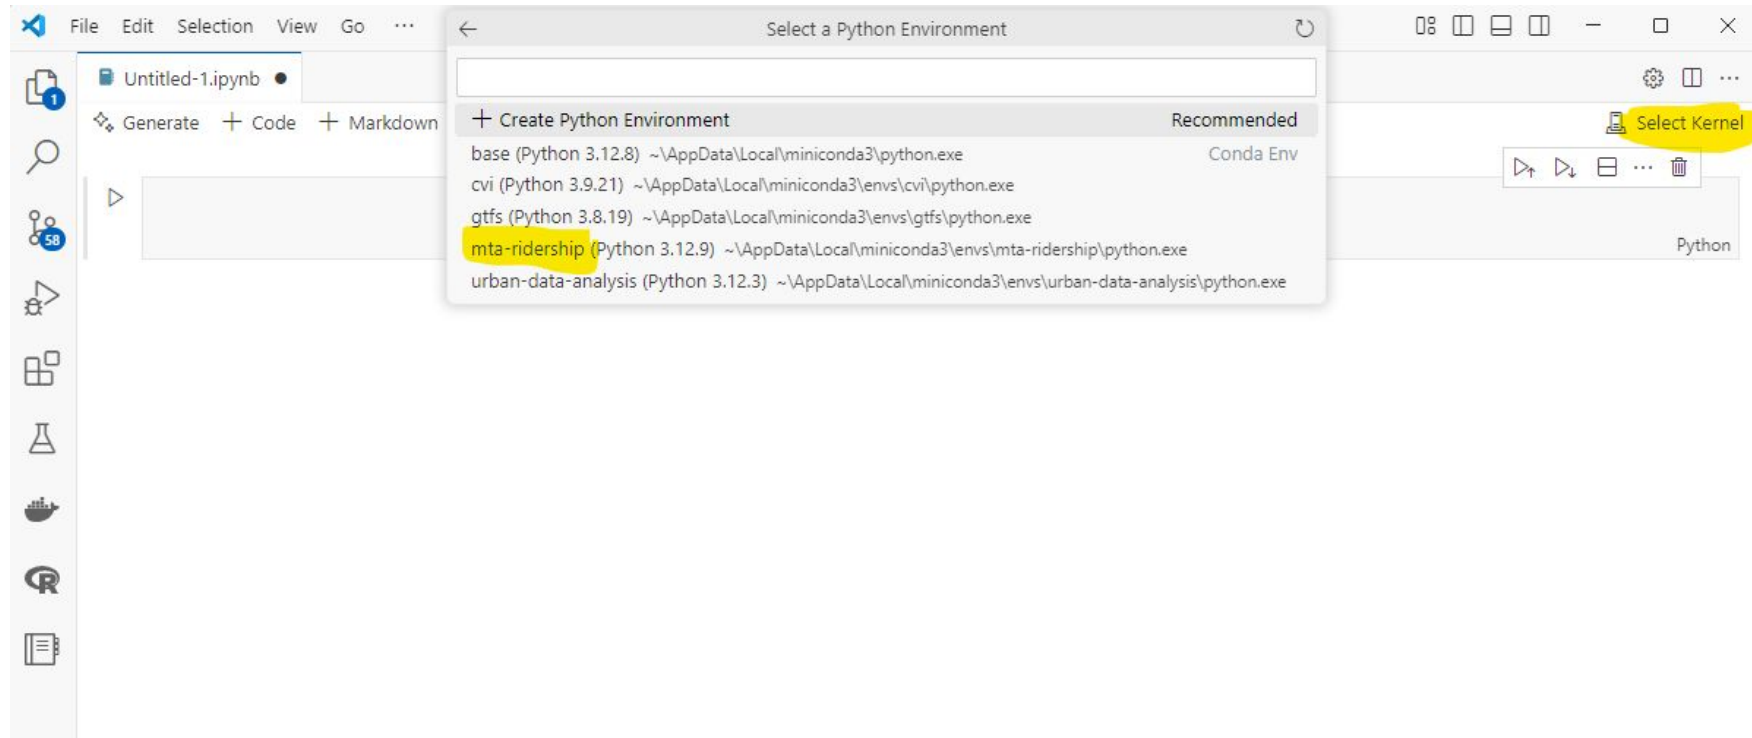 File Edit Selection View Go ···
Select a Python Environment
Untitled-1.ipynb
Generate + Code + Markdown
+ Create Python Environment Recommended
base (Python 3.12.8) ~\AppData\Local\miniconda3\python.exe Conda Env
cvi (Python 3.9.21) ~\AppData\Local\miniconda3\envs\cvi\python.exe
gtfs (Python 3.8.19) ~\AppData\Local\miniconda3\envs\gtfs\python.exe
mta-ridership (Python 3.12.9) ~\AppData\Local\miniconda3\envs\mta-ridership\python.exe
urban-data-analysis (Python 3.12.3) ~\AppData\Local\miniconda3\envs\urban-data-analysis\python.exe
Select Kernel
Python
1
58
R